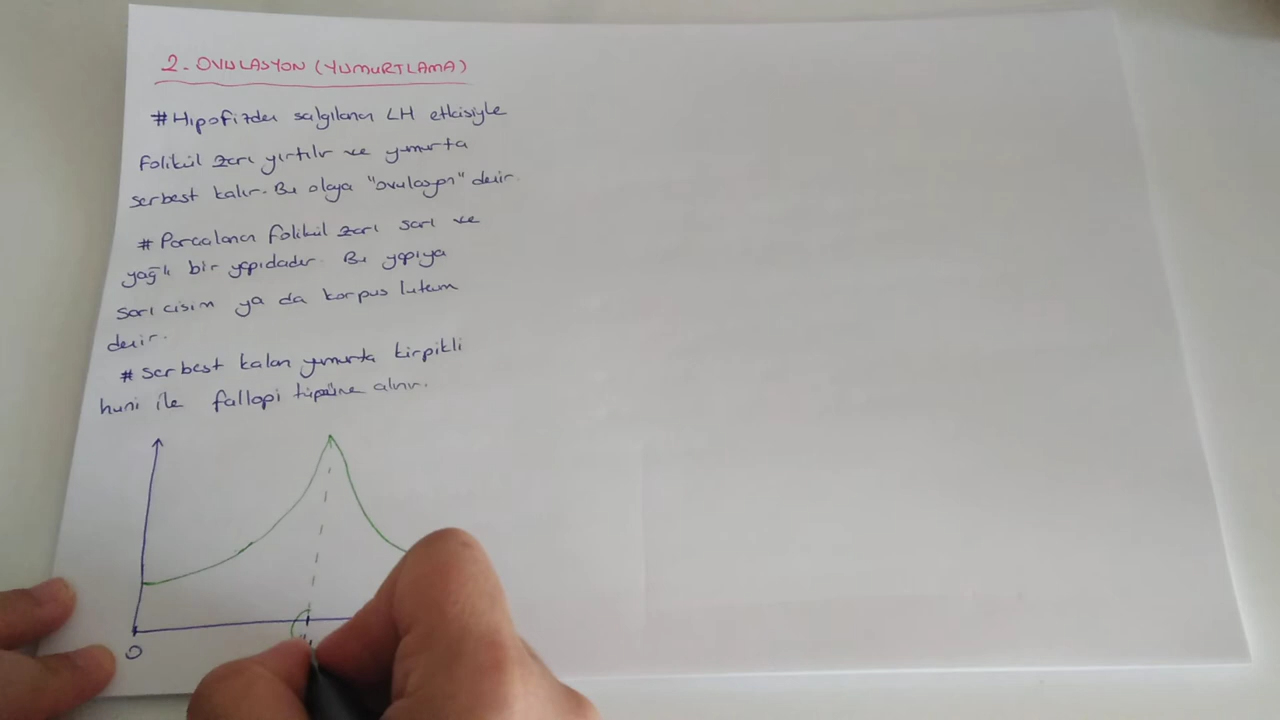 2. OVULASYON (YUMURTLAMA)
# Hipofizden salgılanan LH etkisiyle
folikül zarı yırtılır ve yumurta
serbest kalır. Bu olaya "ovulasyon" denir.
# Parçalanan folikül zarı sarı ve
yağlı bir yapıdadır. Bu yapıya
sarı cisim ya da korpus luteum
denir.
# Serbest kalan yumurta kirpikli
huni ile fallopi tüpüne alınır.
0